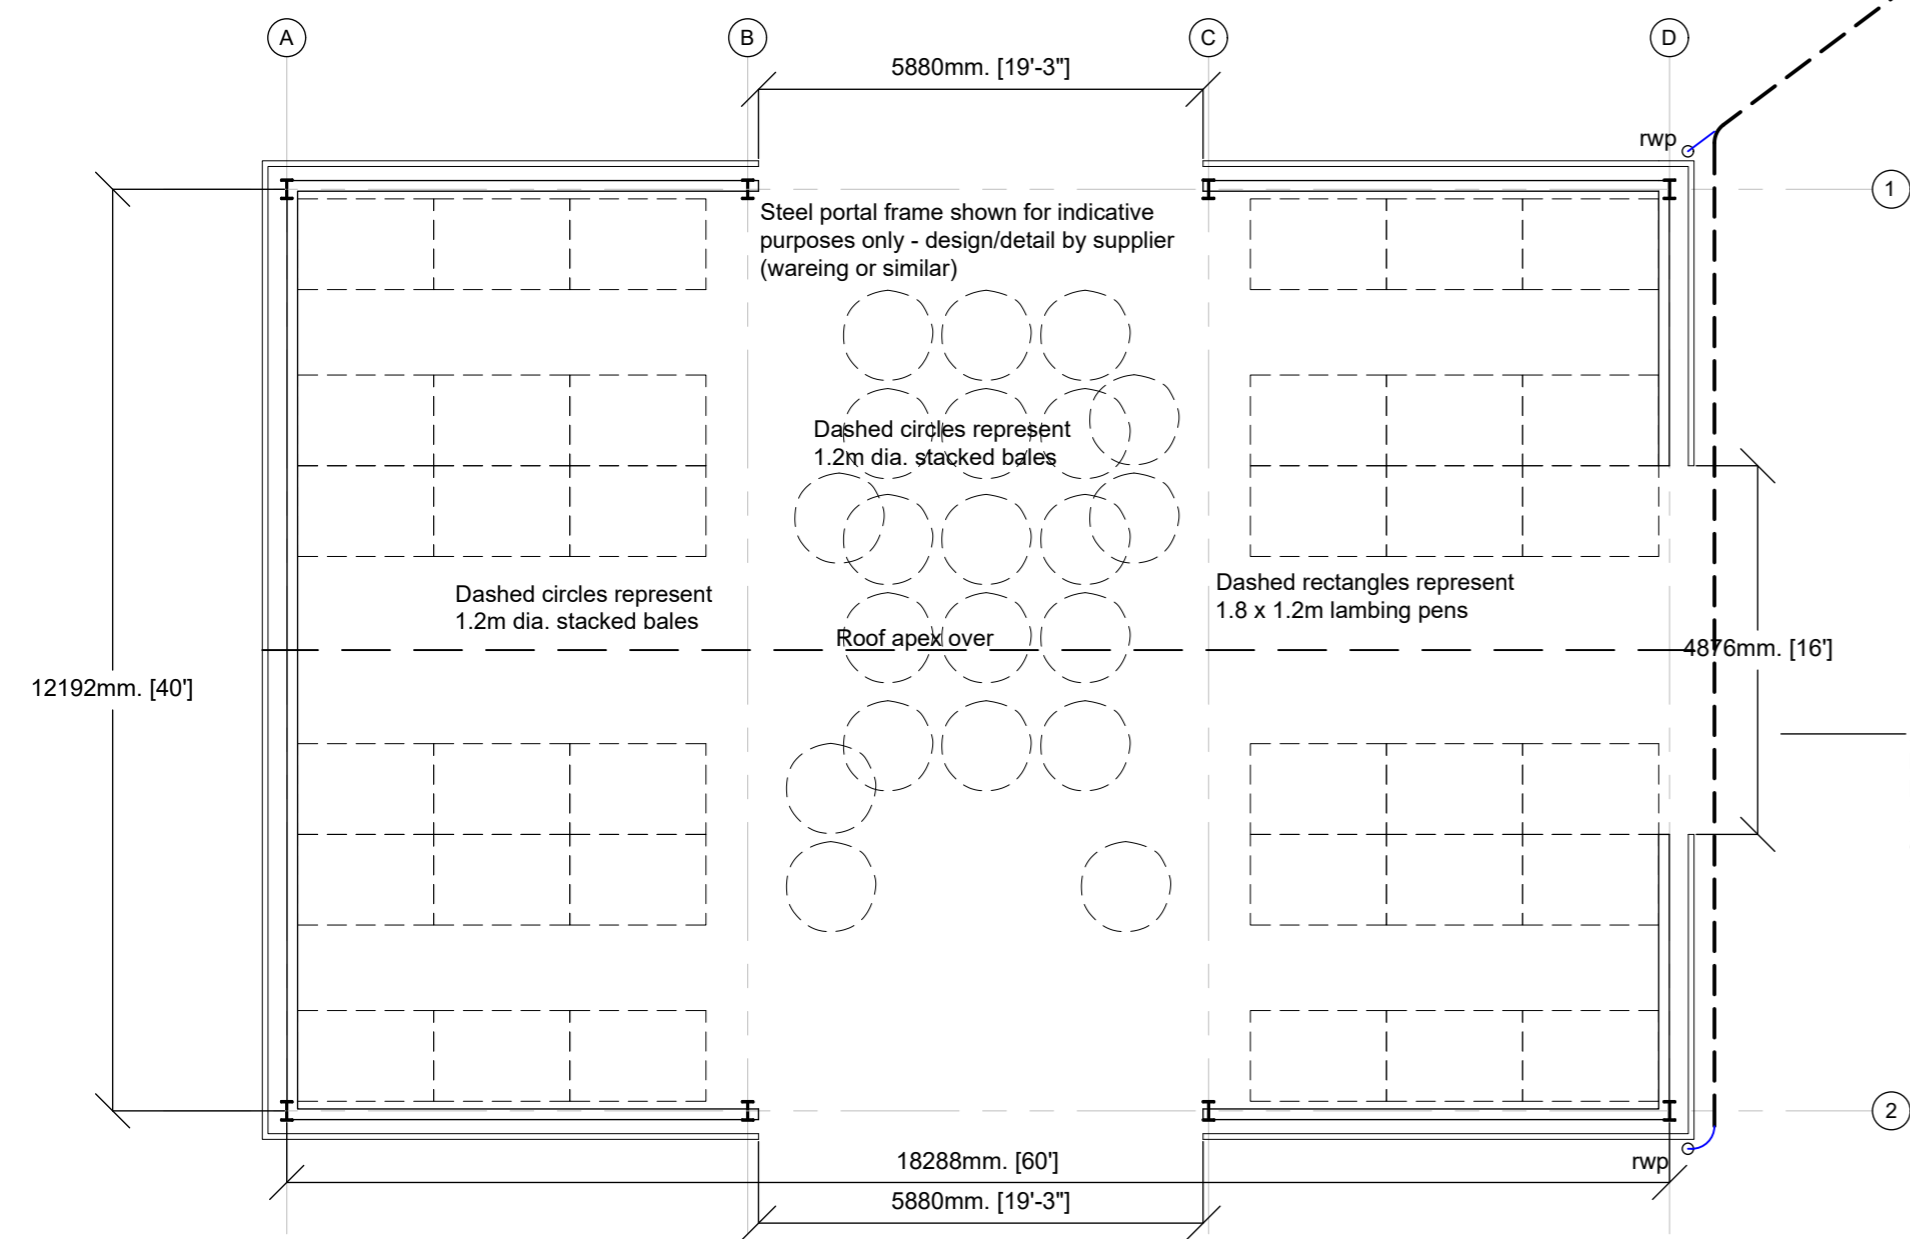 A
B
C
D
5880mm. [19'-3"]
rwp
1
Steel portal frame shown for indicative
purposes only - design/detail by supplier
(wareing or similar)
Dashed circles represent
1.2m dia. stacked bales
Dashed circles represent
1.2m dia. stacked bales
Dashed rectangles represent
1.8 x 1.2m lambing pens
Roof apex over
4876mm. [16']
12192mm. [40']
2
18288mm. [60']
rwp
5880mm. [19'-3"]